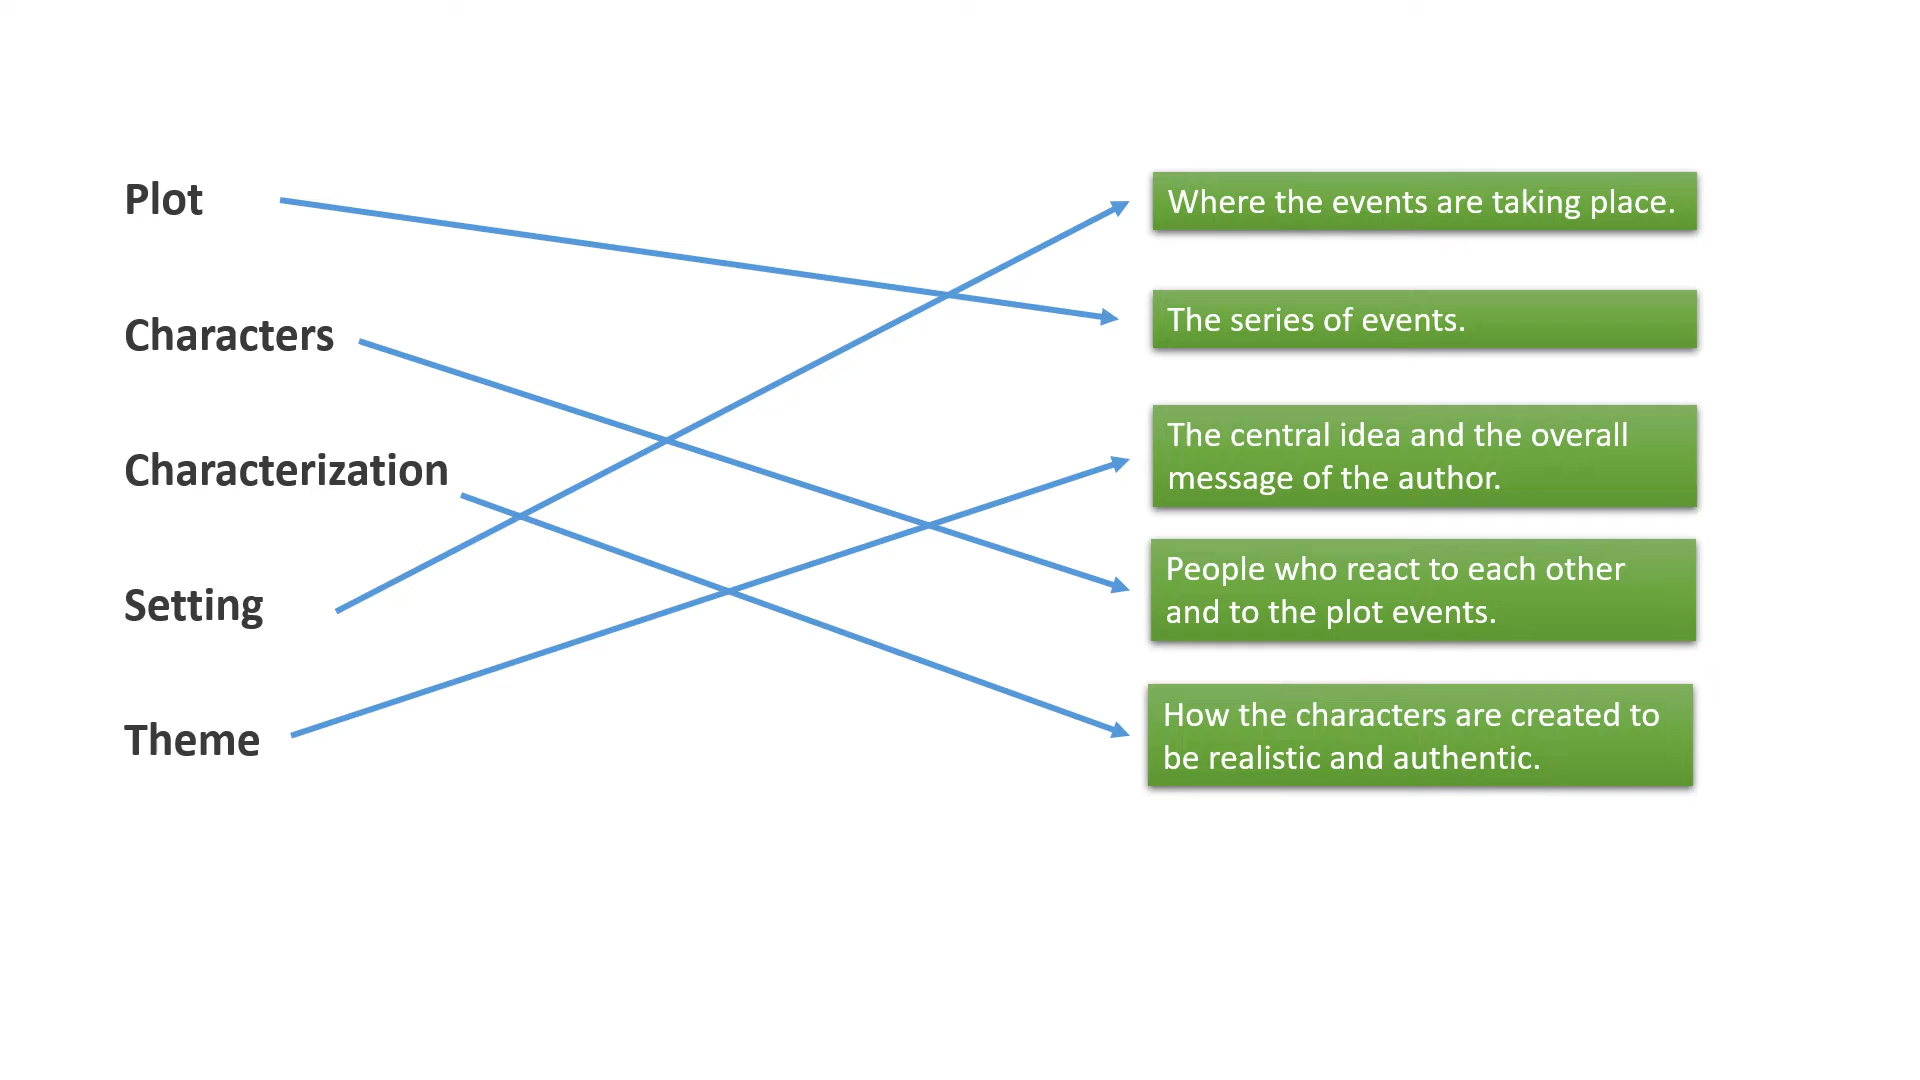 Plot
Characters
Characterization
Setting
Theme
Where the events are taking place.
The series of events.
The central idea and the overall
message of the author.
People who react to each other
and to the plot events.
How the characters are created to
be realistic and authentic.